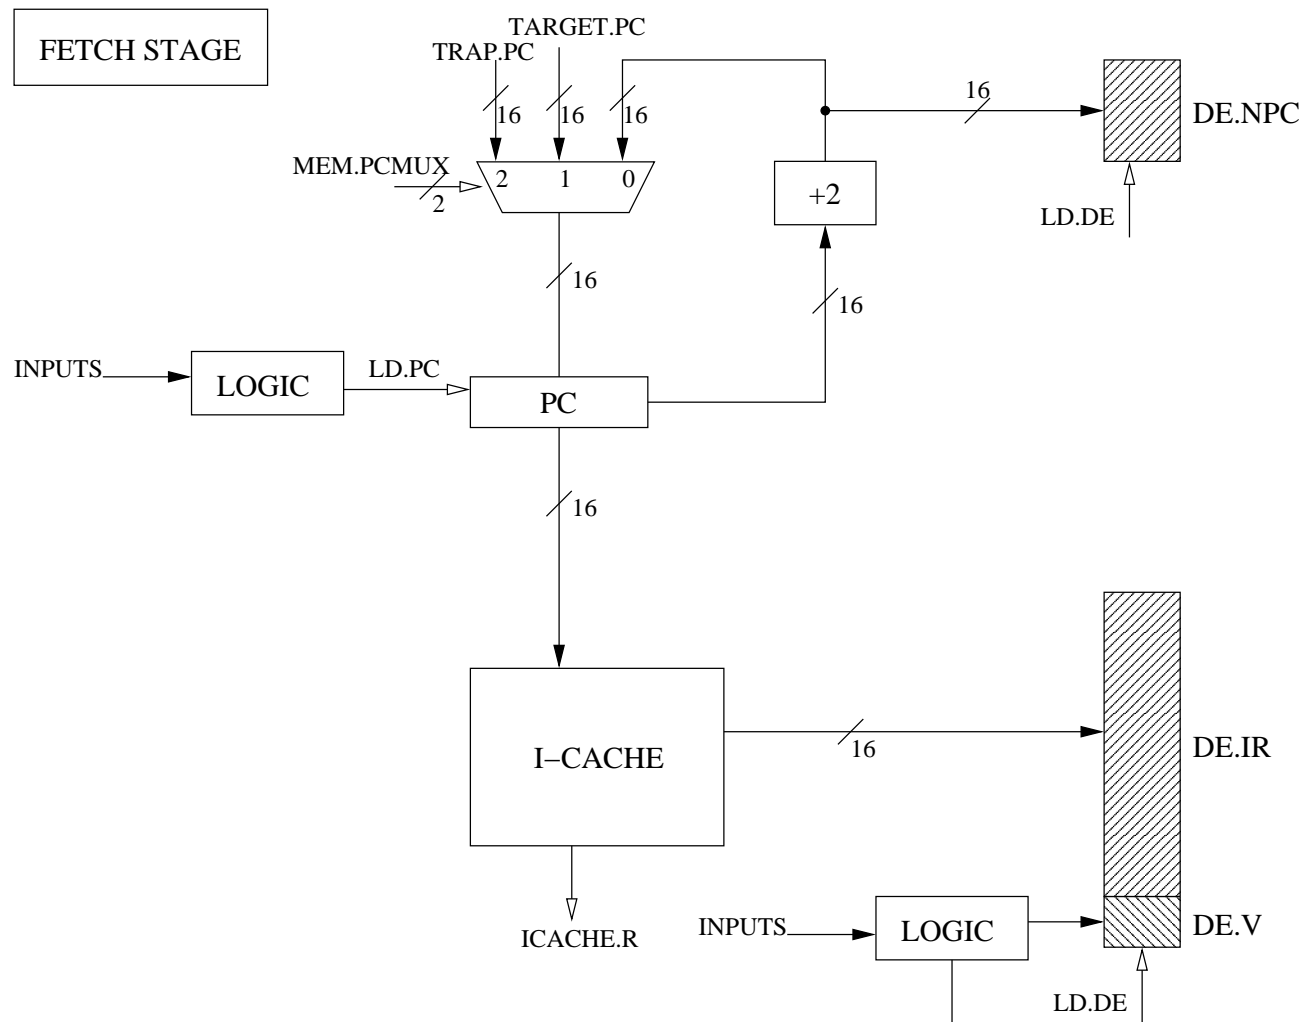 FETCH STAGE
TARGET.PC
TRAP.PC
16
16
16
16
DE.NPC
MEM.PCMUX
2
2
1
0
+2
LD.DE
16
16
INPUTS
LOGIC
LD.PC
PC
16
I−CACHE
16
DE.IR
ICACHE.R
INPUTS
LOGIC
DE.V
LD.DE